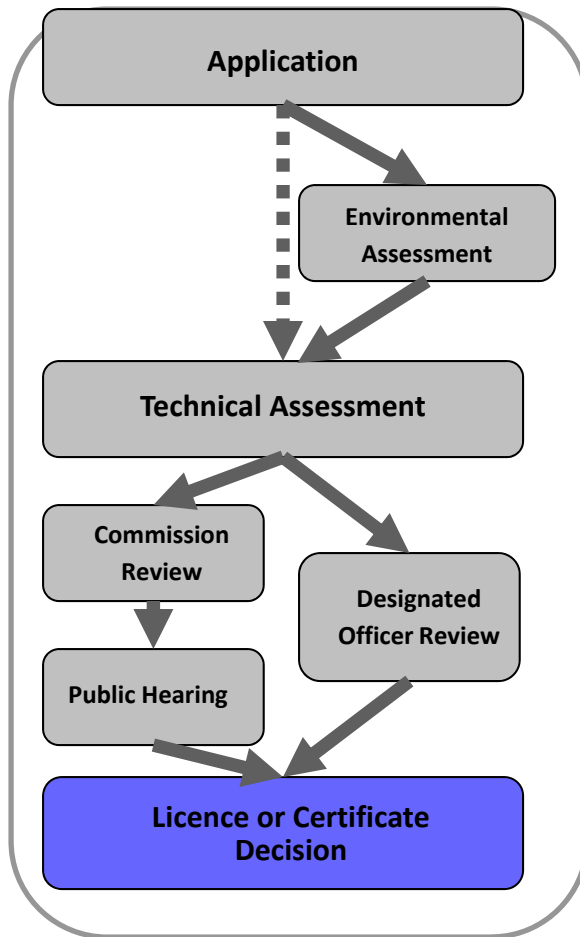 Application
Environmental
Assessment
Technical Assessment
Commission
Review
Designated
Officer Review
Public Hearing
Licence or Certificate
Decision